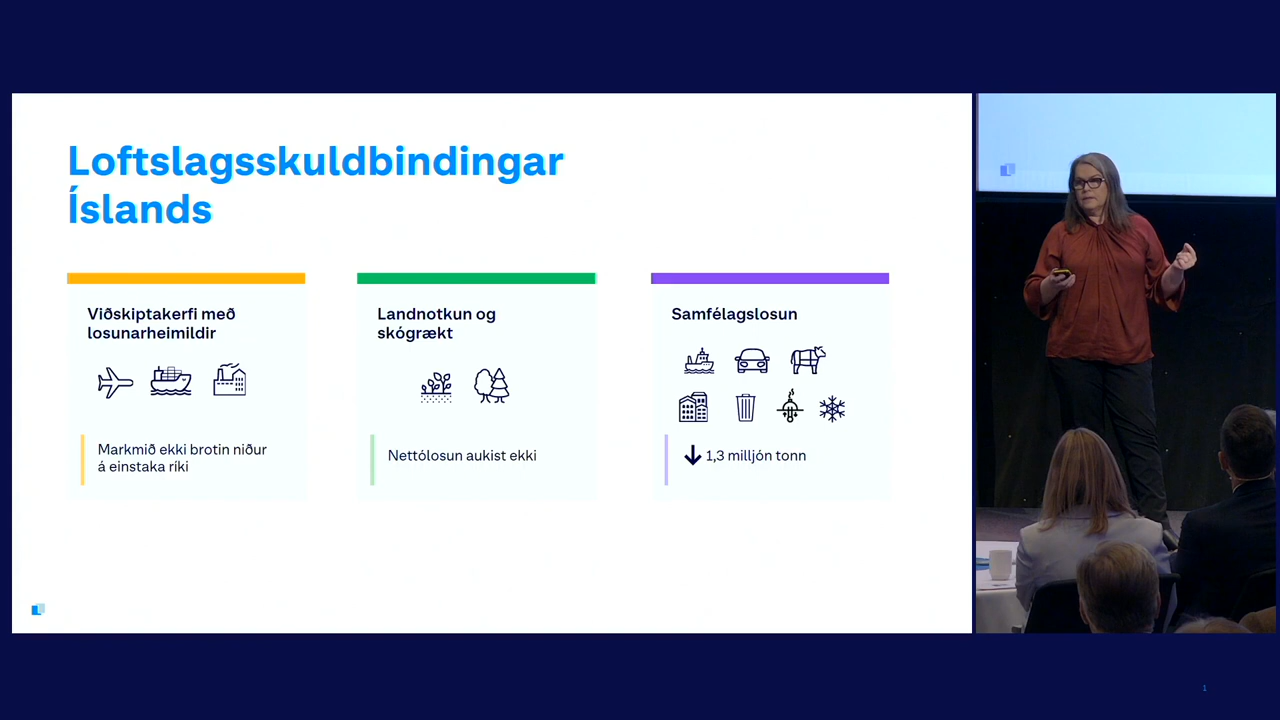 Loftslagsskuldbindingar
Íslands
Viðskiptakerfi með
losunarheimildir
Markmið ekki brotin niður
á einstaka ríki
Landnotkun og
skógrækt
Nettólosun aukist ekki
Samfélagslosun
1,3 milljón tonn
1